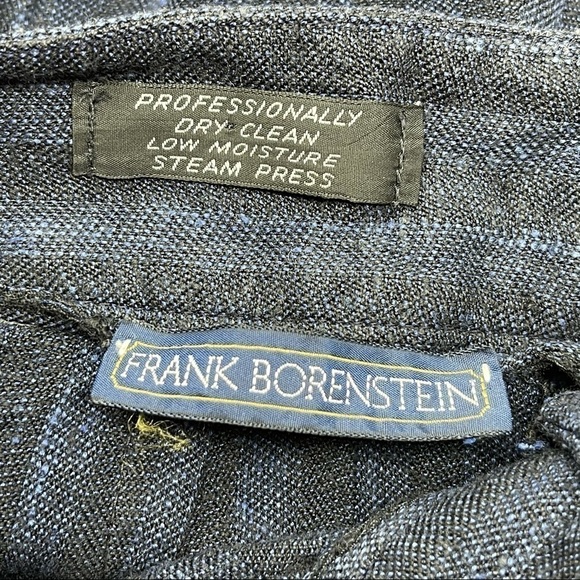 PROFESSIONALLY
DRY CLEAN
LOW MOISTURE
STEAM PRESS
FRANK BORENSTEIN